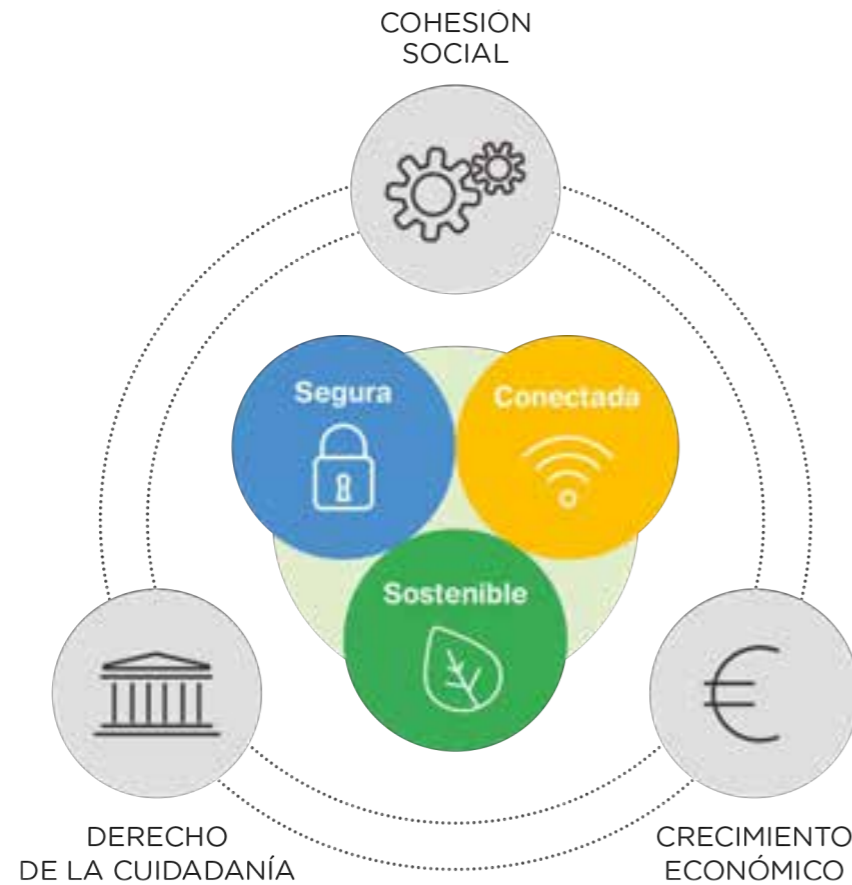 COHESIÓN
SOCIAL
Segura
Conectada
Sostenible
DERECHO
DE LA CUIDADANÍA
CRECIMIENTO
ECONÓMICO